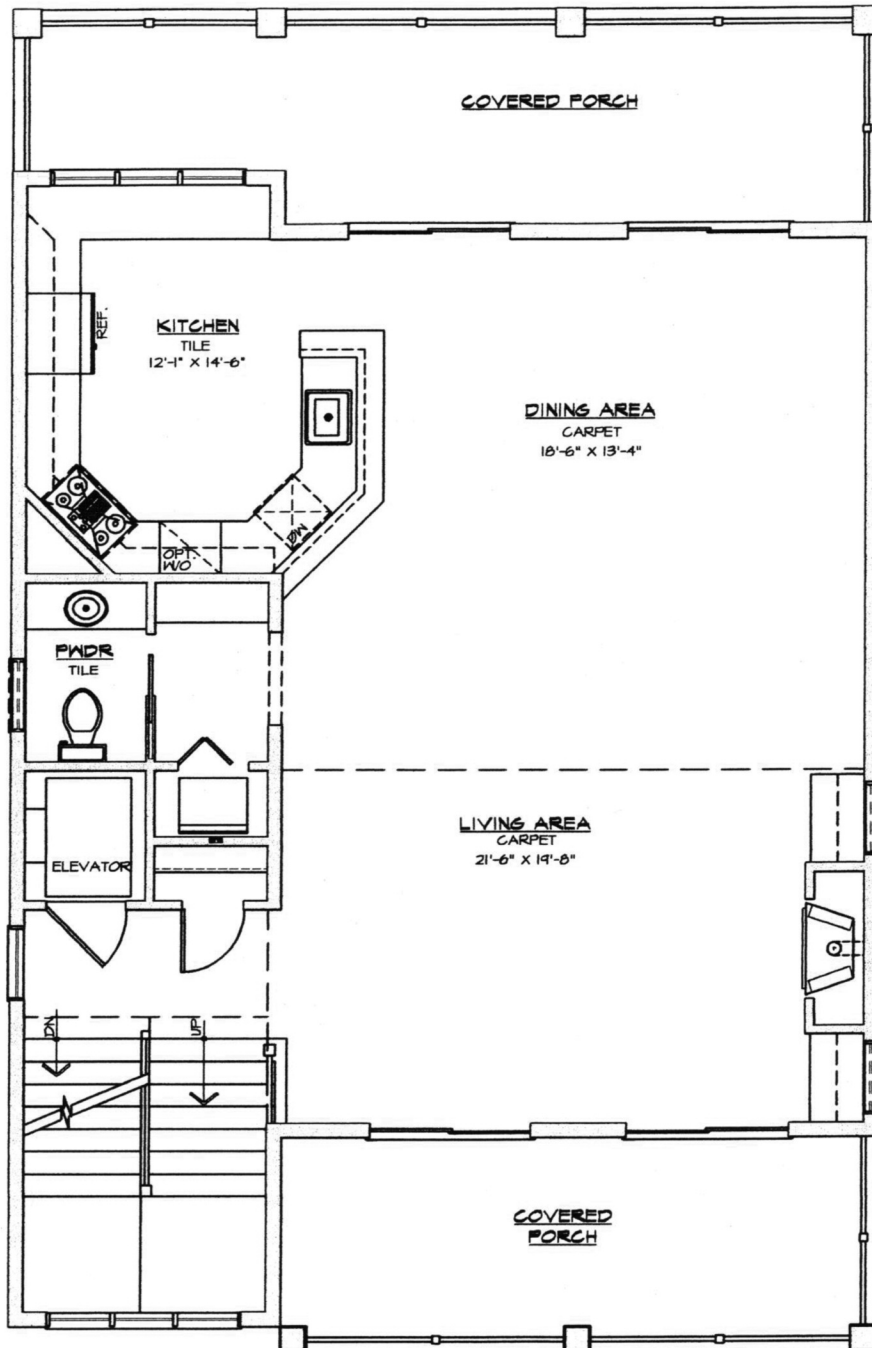 COVERED PORCH
REF.
KITCHEN
TILE
12'-1" X 14'-6"
DINING AREA
CARPET
18'-6" X 13'-4"
DW
OPT.
W/O
PWDR
TILE
LIVING AREA
CARPET
21'-6" X 19'-8"
ELEVATOR
DN
UP
COVERED
PORCH